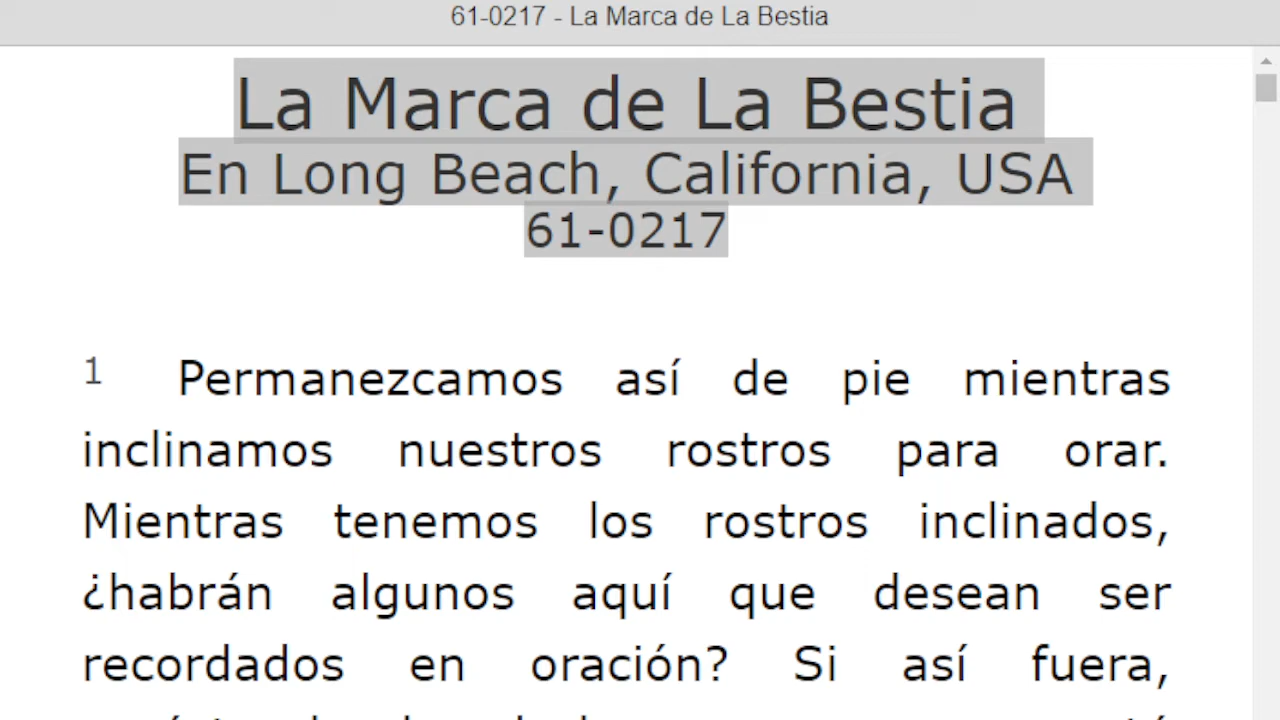 61-0217 - La Marca de La Bestia
La Marca de La Bestia
En Long Beach, California, USA
61-0217
1 Permanezcamos así de pie mientras
inclinamos nuestros rostros para orar.
Mientras tenemos los rostros inclinados,
¿habrán algunos aquí que desean ser
recordados en oración? Si así fuera,